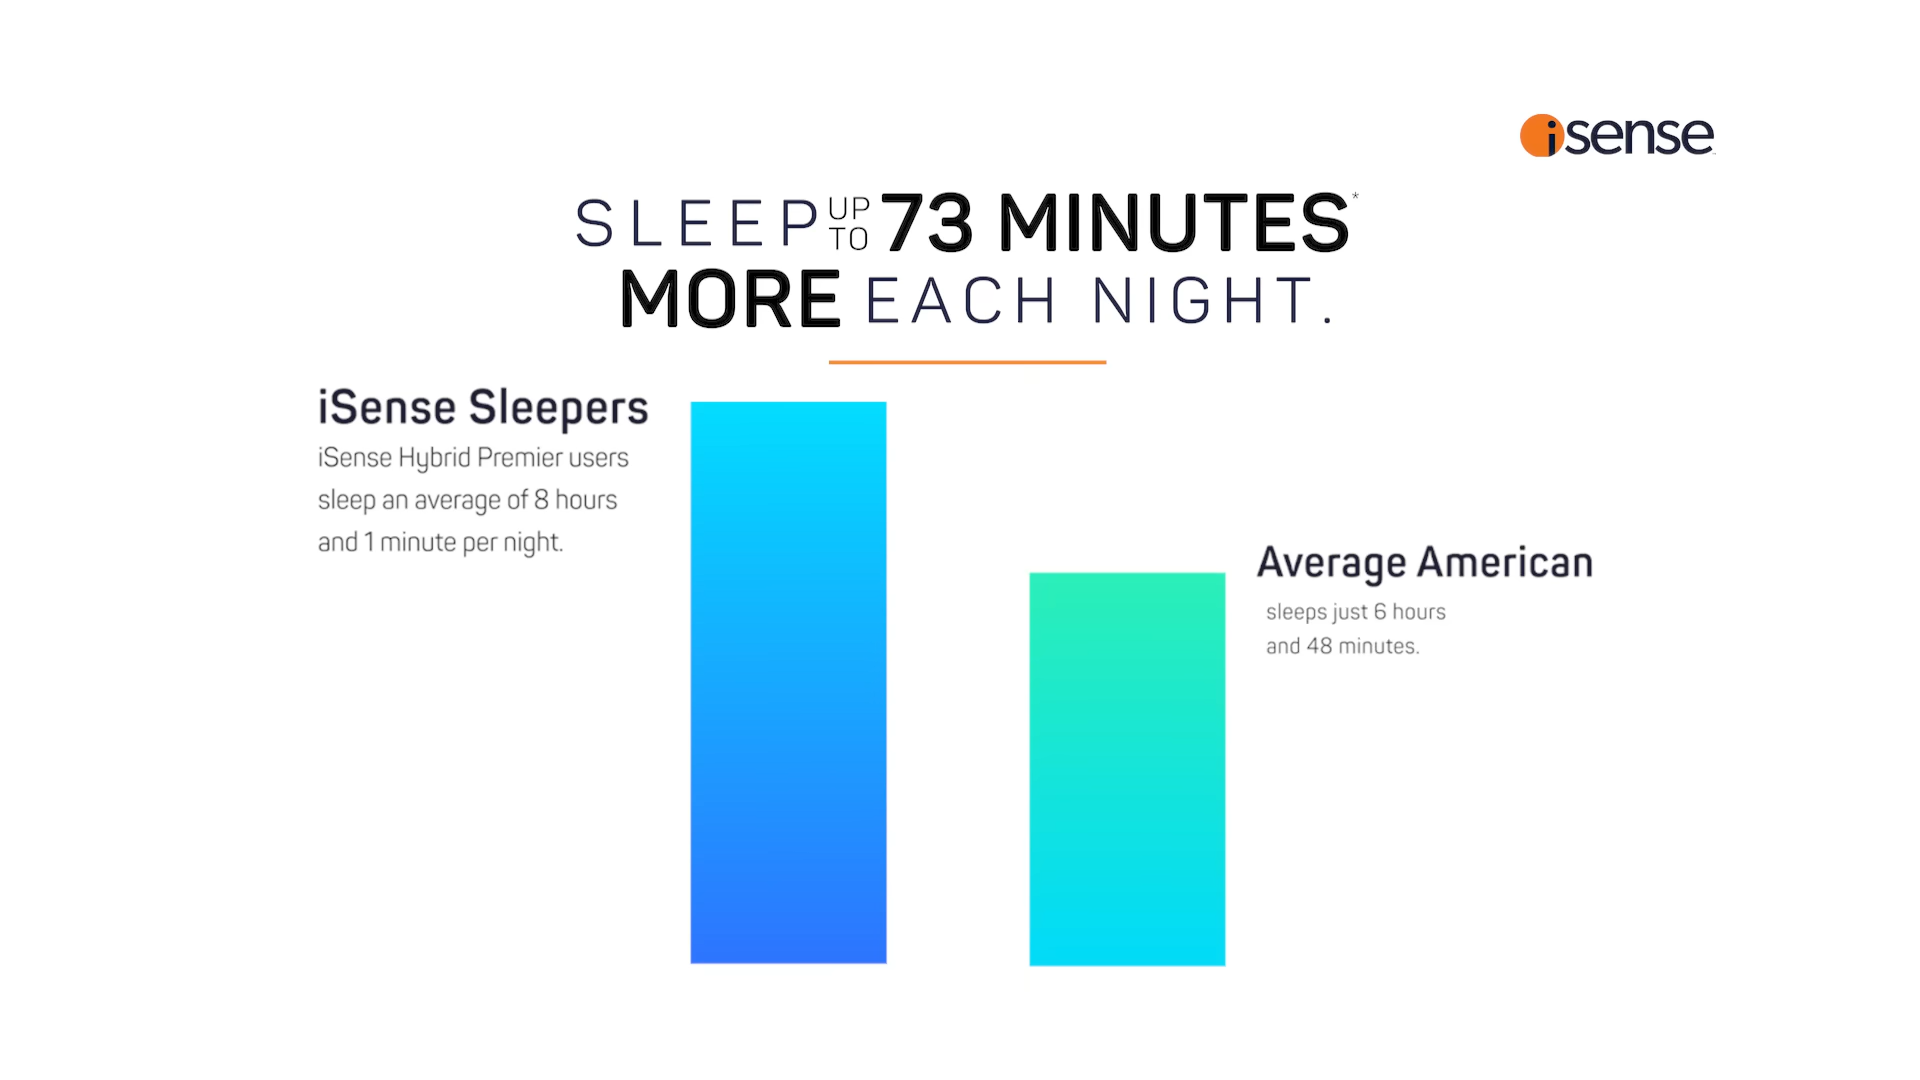 isense
SLEEP UP TO 73 MINUTES*
MORE EACH NIGHT.
iSense Sleepers
iSense Hybrid Premier users
sleep an average of 8 hours
and 1 minute per night.
Average American
sleeps just 6 hours
and 48 minutes.